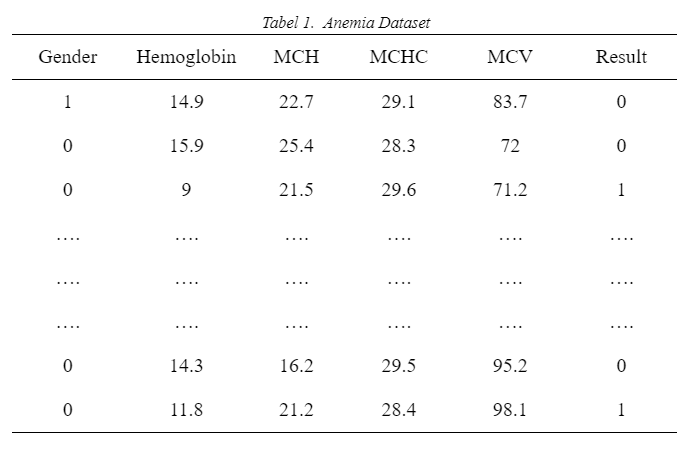 Tabel 1. Anemia Dataset
Gender Hemoglobin MCH MCHC MCV Result
1 14.9 22.7 29.1 83.7 0
0 15.9 25.4 28.3 72 0
0 9 21.5 29.6 71.2 1
.... .... .... .... .... ....
.... .... .... .... .... ....
.... .... .... .... .... ....
0 14.3 16.2 29.5 95.2 0
0 11.8 21.2 28.4 98.1 1